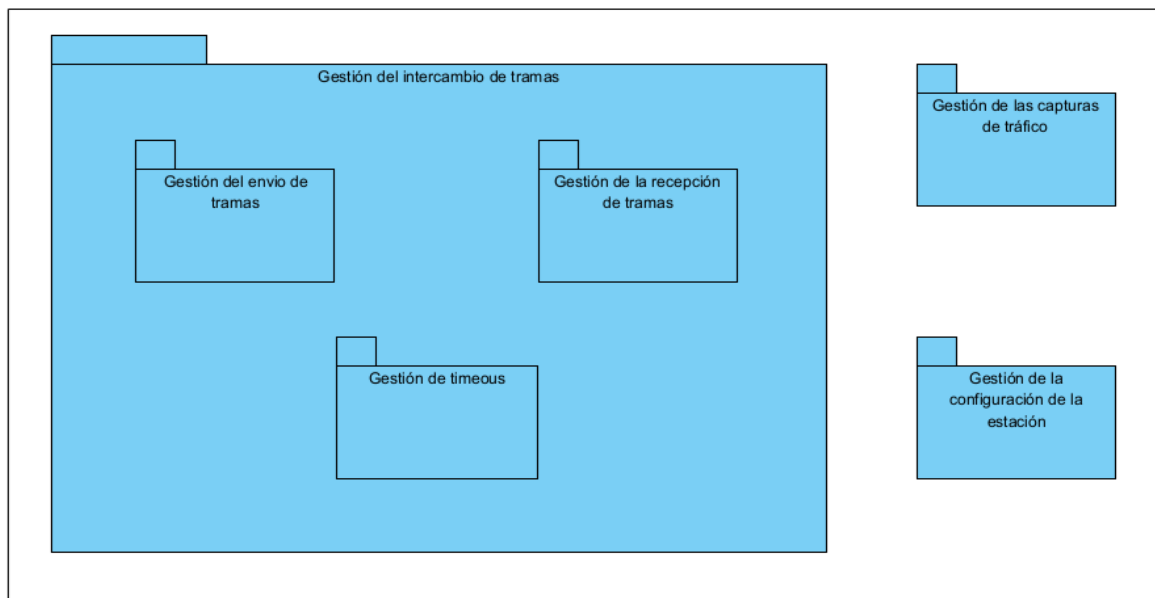 Gestión del intercambio de tramas
Gestión del envio de
tramas
Gestión de la recepción
de tramas
Gestión de timeous
Gestión de las capturas
de tráfico
Gestión de la
configuración de la
estación